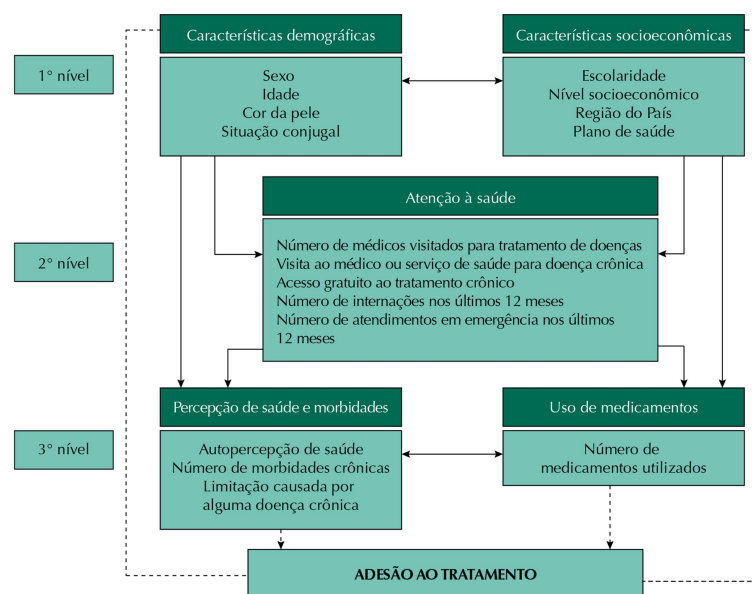 Características demográficas
Características socioeconômicas
1° nível
Sexo
Idade
Cor da pele
Situação conjugal
Escolaridade
Nível socioeconômico
Região do País
Plano de saúde
Atenção à saúde
2° nível
Número de médicos visitados para tratamento de doenças
Visita ao médico ou serviço de saúde para doença crônica
Acesso gratuito ao tratamento crônico
Número de internações nos últimos 12 meses
Número de atendimentos em emergência nos últimos
12 meses
Percepção de saúde e morbidades
Uso de medicamentos
3° nível
Autopercepção de saúde
Número de morbidades crônicas
Limitação causada por
alguma doença crônica
Número de
medicamentos utilizados
ADESÃO AO TRATAMENTO